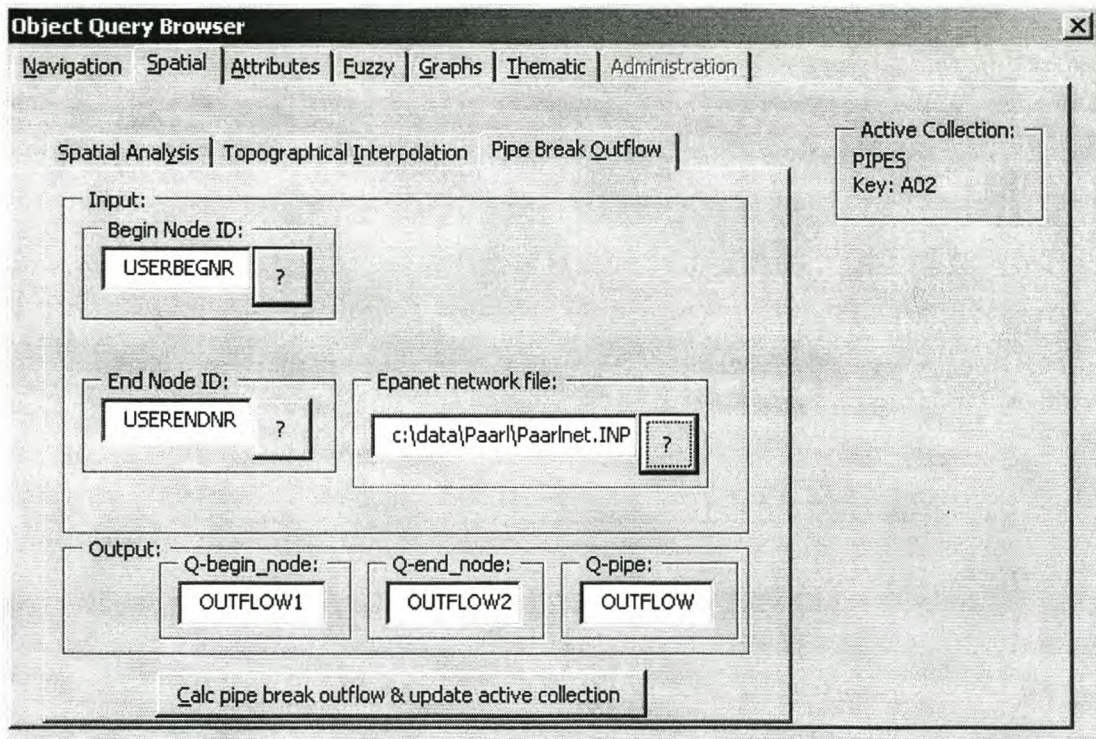 Object Query Browser
Navigation Spatial Attributes Fuzzy Graphs Thematic Administration
Spatial Analysis Topographical Interpolation Pipe Break Outflow
Active Collection:
PIPES
Key: A02
Input:
Begin Node ID:
USERBEGNR ?
End Node ID:
USERENDNR ?
Epanet network file:
c:\data\Paarl\Paarlnet.INP ?
Output:
Q-begin_node: Q-end_node: Q-pipe:
OUTFLOW1 OUTFLOW2 OUTFLOW
Calc pipe break outflow & update active collection